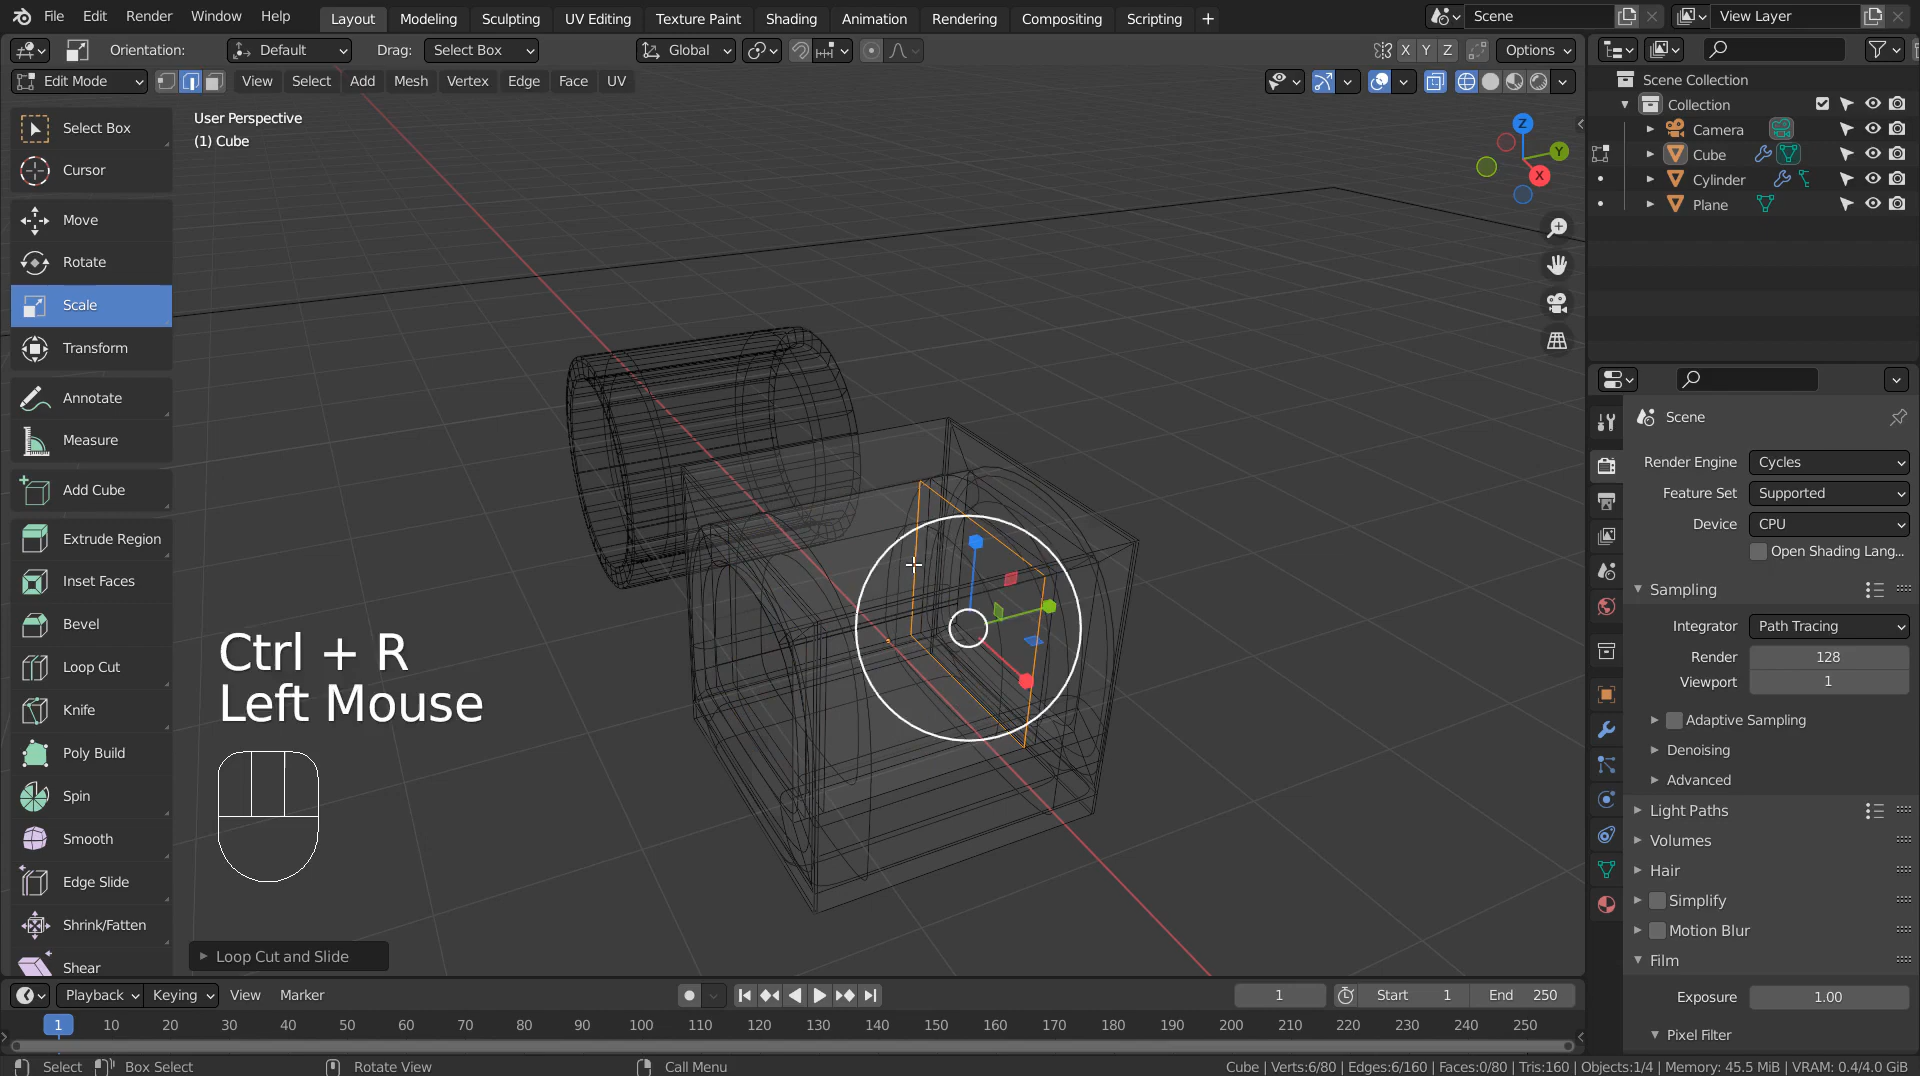 File Edit Render Window Help Layout Modeling Sculpting UV Editing Texture Paint Shading Animation Rendering Compositing Scripting + Scene View Layer
Orientation: Default Drag: Select Box Global X Y Z Options
Edit Mode View Select Add Mesh Vertex Edge Face UV
User Perspective
(1) Cube
Z
Y
X
Select Box
Cursor
Move
Rotate
Scale
Transform
Annotate
Measure
Add Cube
Extrude Region
Inset Faces
Bevel
Loop Cut
Knife
Poly Build
Spin
Smooth
Edge Slide
Shrink/Fatten
Shear
Ctrl + R
Left Mouse
Loop Cut and Slide
Scene Collection
Collection
Camera
Cube
Cylinder
Plane
Scene
Render Engine Cycles
Feature Set Supported
Device CPU
Open Shading Lang...
Sampling
Integrator Path Tracing
Render 128
Viewport 1
Adaptive Sampling
Denoising
Advanced
Light Paths
Volumes
Hair
Simplify
Motion Blur
Film
Exposure 1.00
Pixel Filter
Playback Keying View Marker 1 Start 1 End 250
1 10 20 30 40 50 60 70 80 90 100 110 120 130 140 150 160 170 180 190 200 210 220 230 240 250
Select Box Select Rotate View Call Menu Cube | Verts:6/80 | Edges:6/160 | Faces:0/80 | Tris:160 | Objects:1/4 | Memory: 45.5 MiB | VRAM: 0.4/4.0 GiB